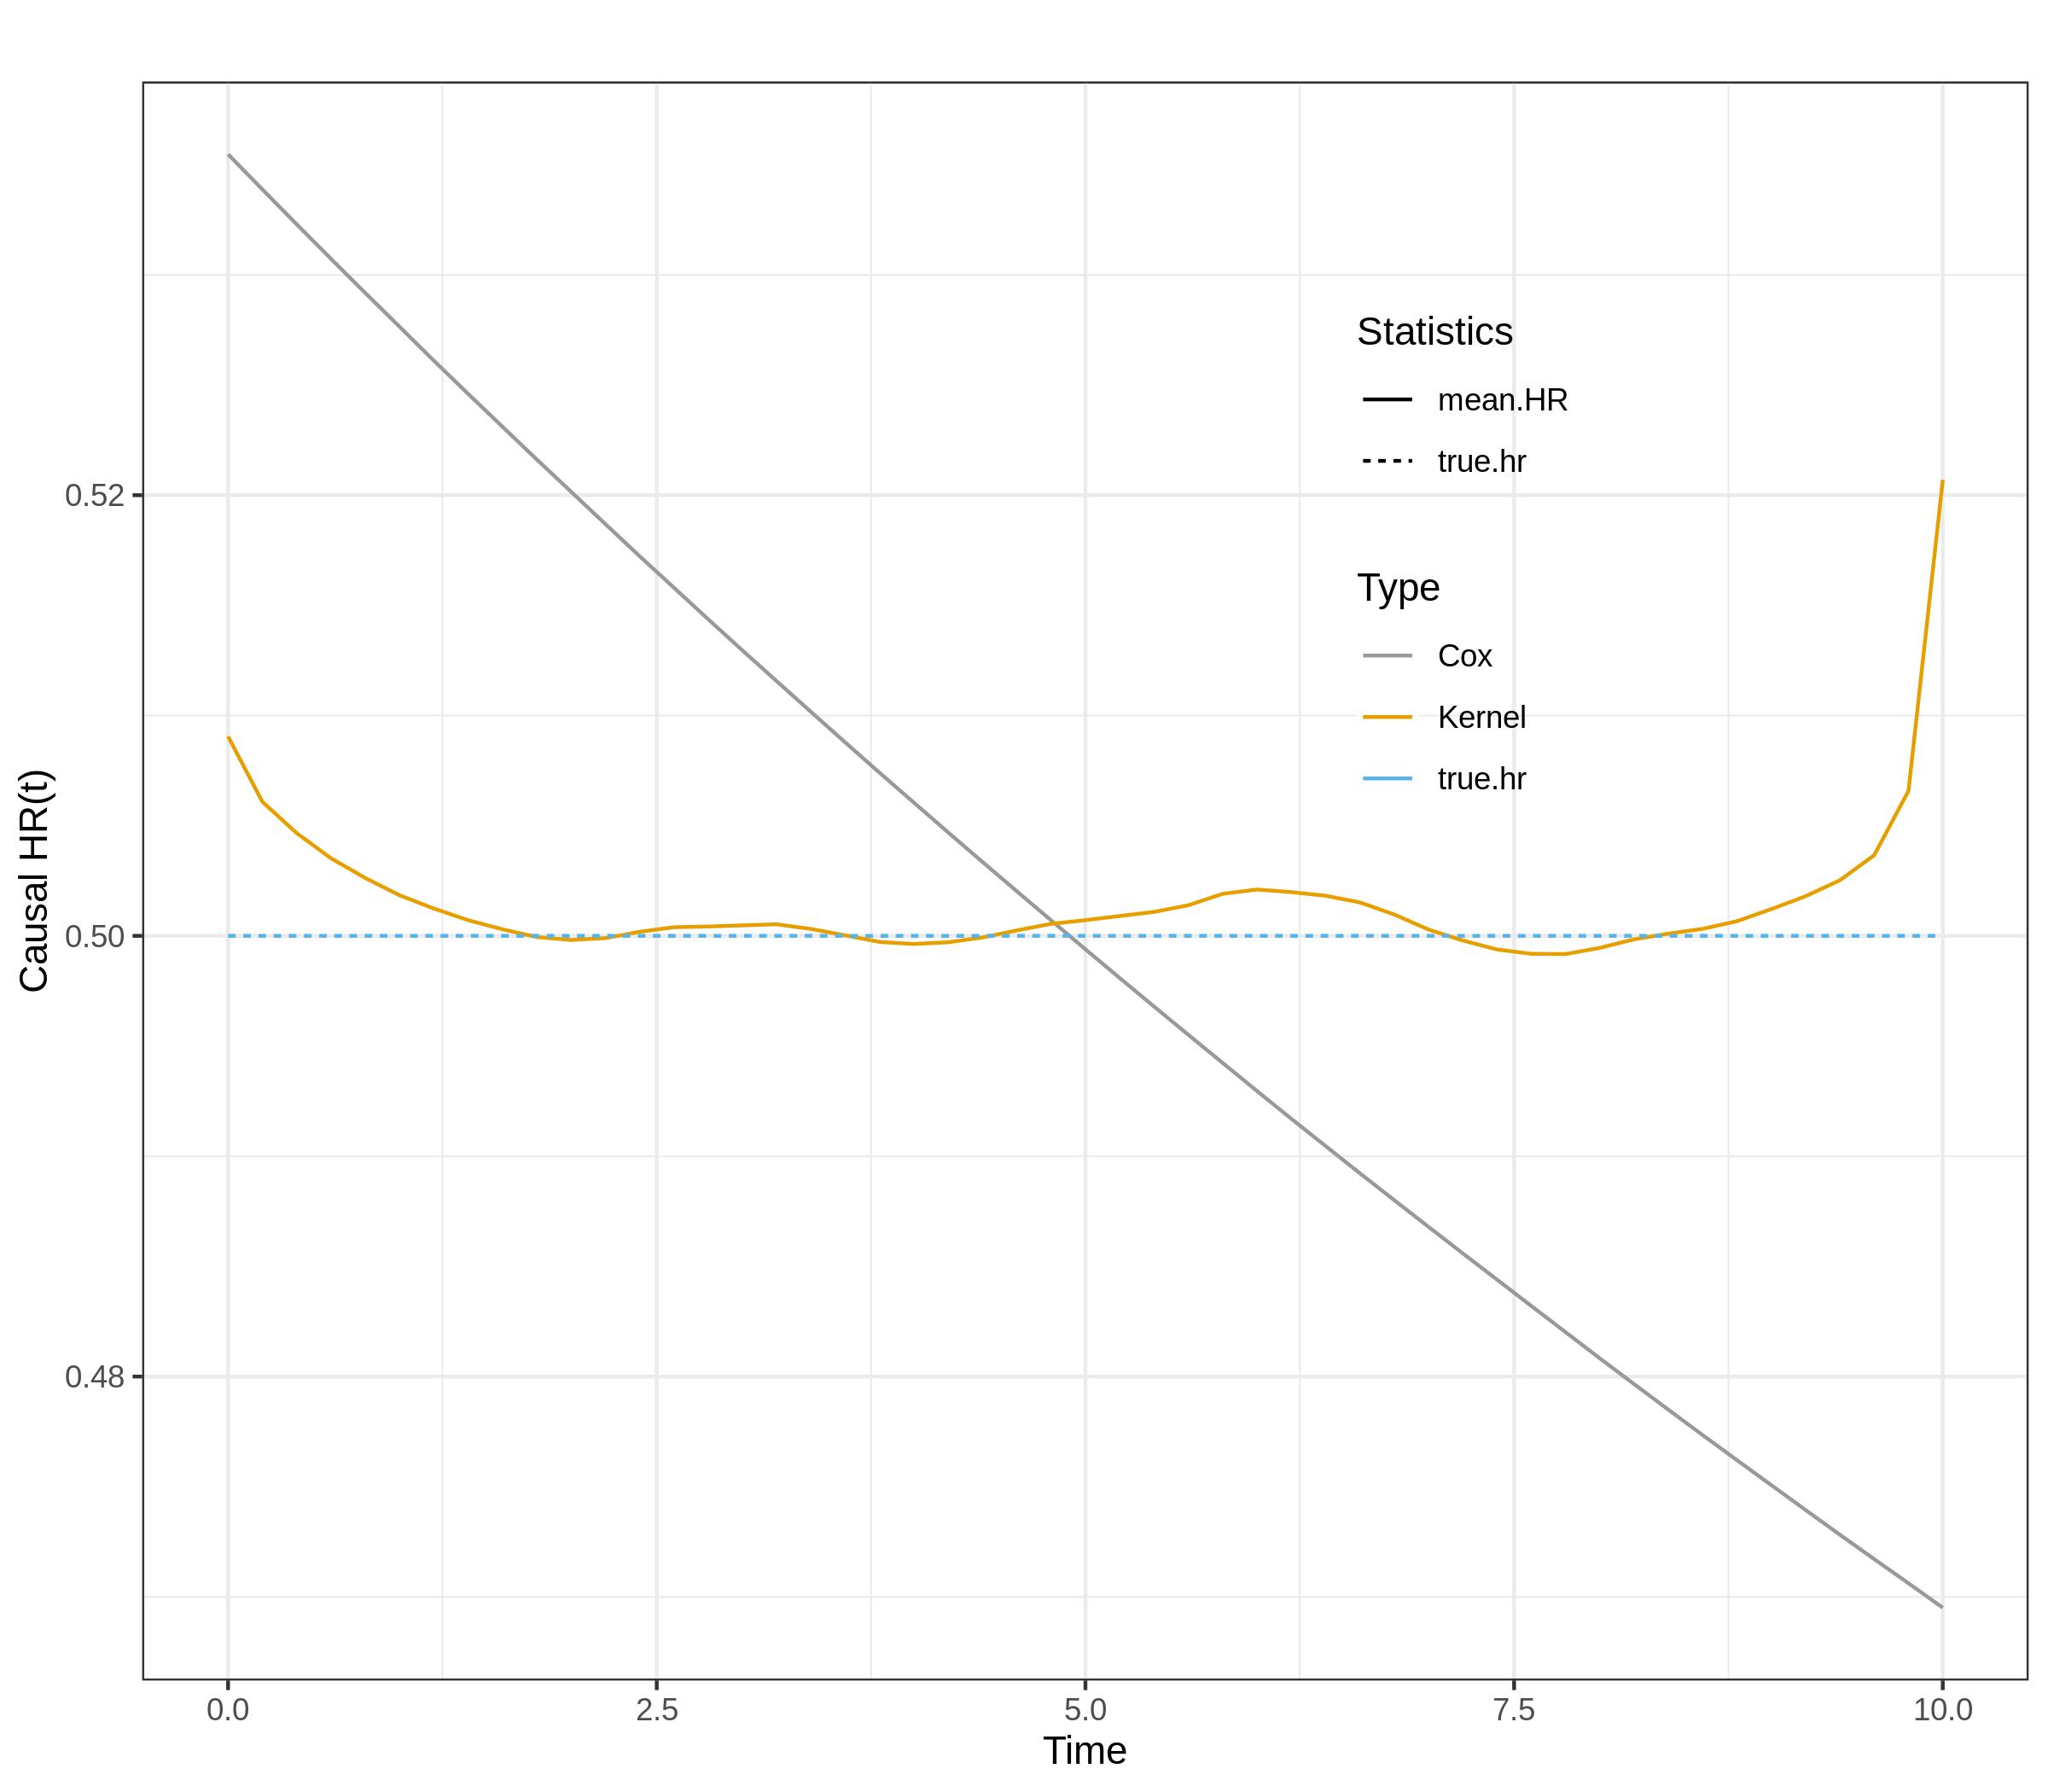 Statistics
mean.HR
true.hr
Type
Cox
Kernel
true.hr
0.52
0.50
0.48
Causal HR(t)
0.0
2.5
5.0
7.5
10.0
Time